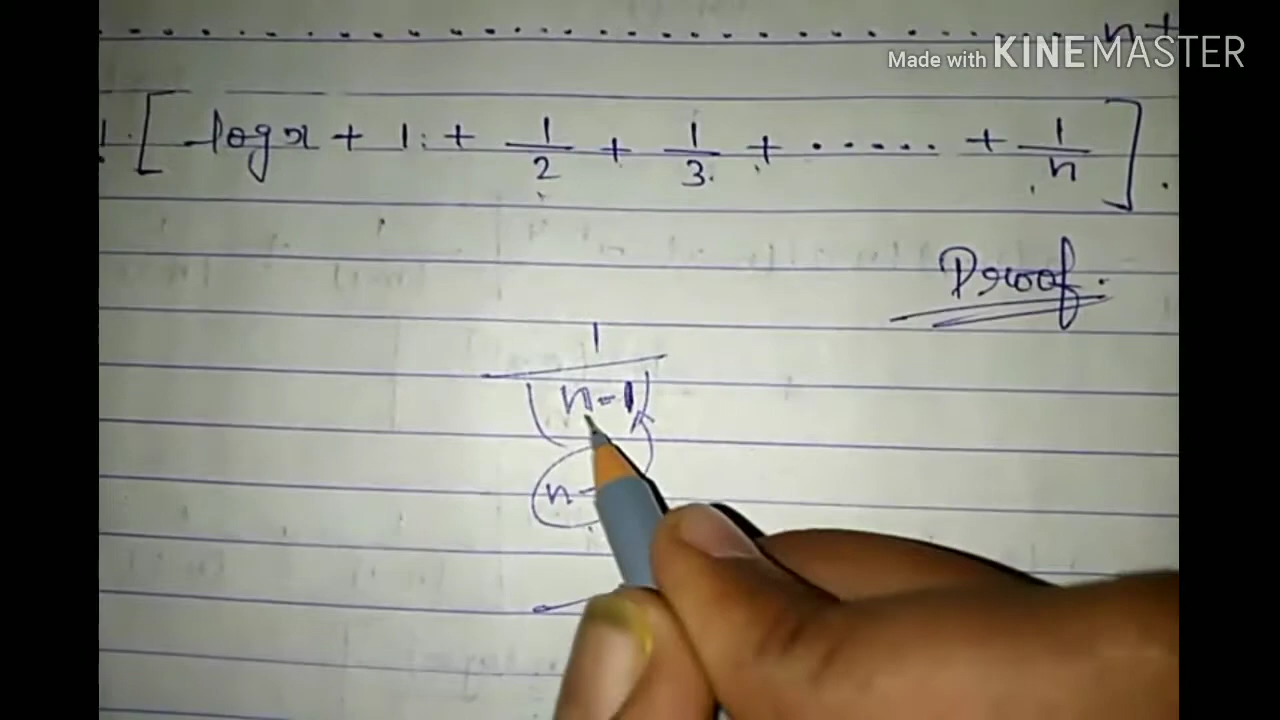 ....................................... n+
Made with KINEMASTER
! [ log x + 1 + 1/2 + 1/3 + ..... + 1/n ] .
Proof.
1
(n-1)
n -